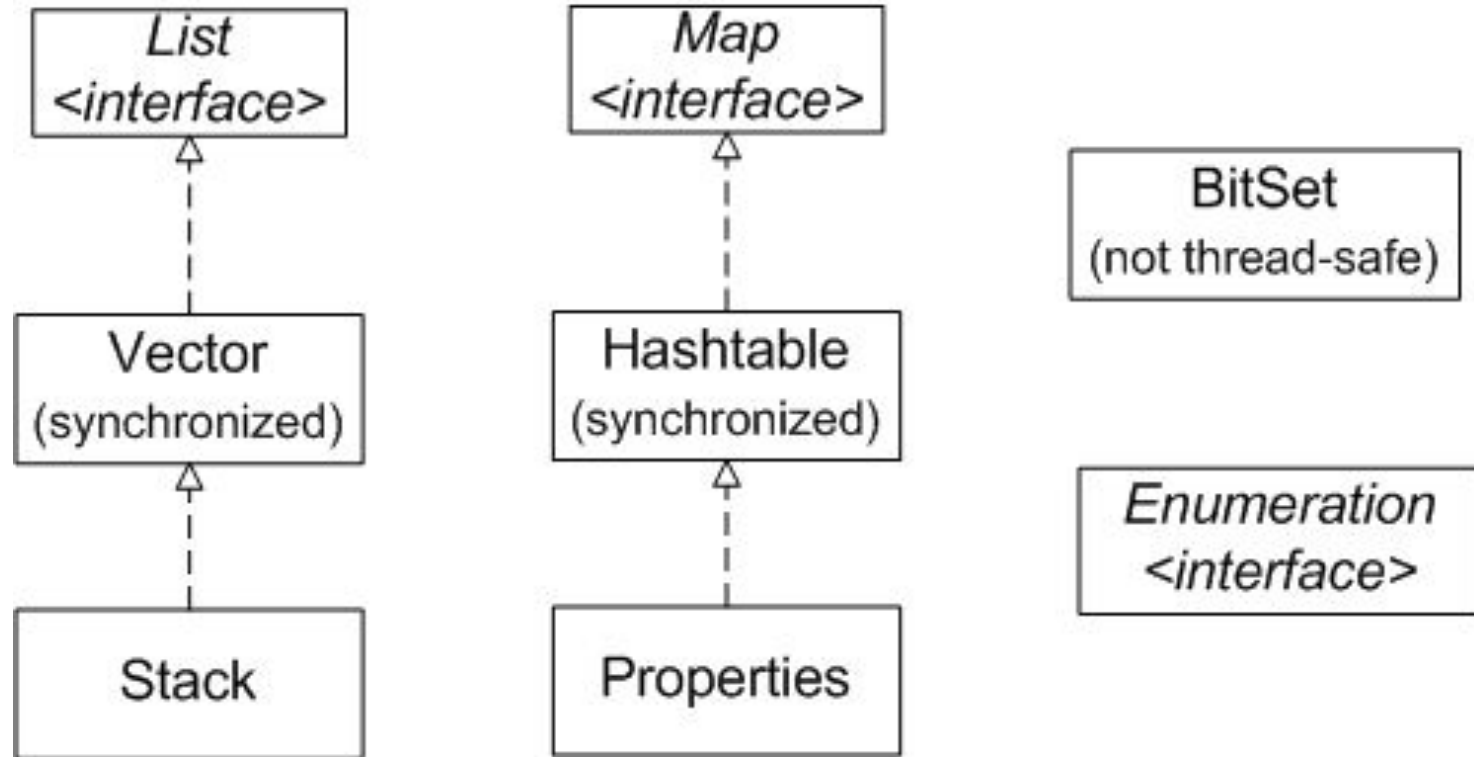 List
<interface>
Map
<interface>
BitSet
(not thread-safe)
Vector
(synchronized)
Hashtable
(synchronized)
Enumeration
<interface>
Stack
Properties